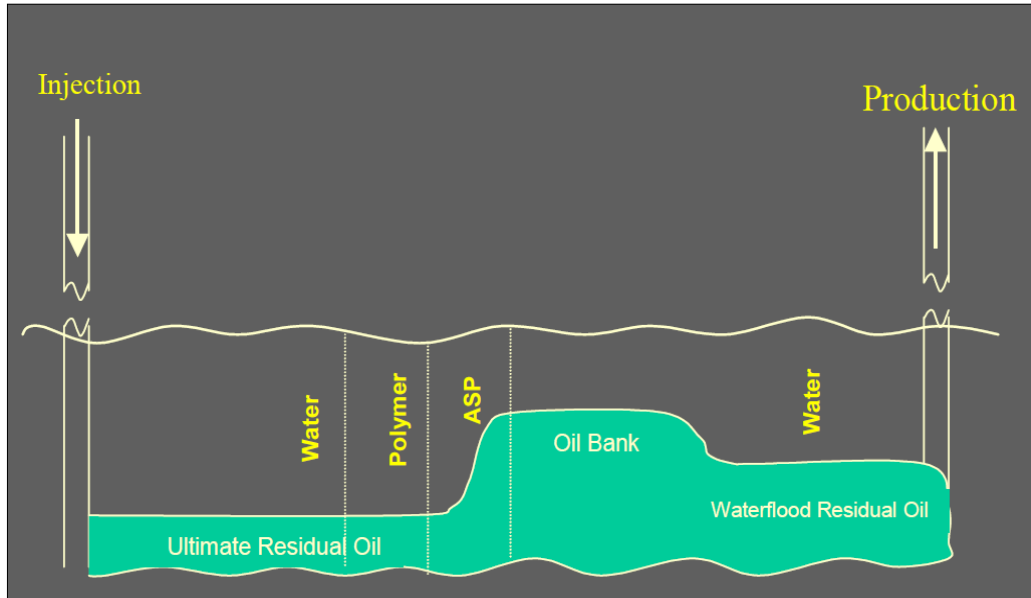 Injection
Production
Water
Polymer
ASP
Water
Oil Bank
Waterflood Residual Oil
Ultimate Residual Oil